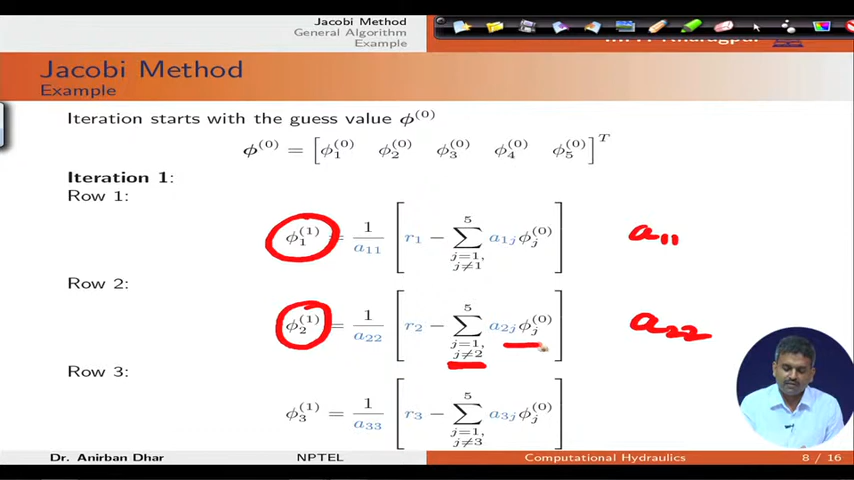 Jacobi Method
General Algorithm
Example
Jacobi Method
Example
Iteration starts with the guess value ϕ^(0)
ϕ^(0) = [ϕ_1^(0) ϕ_2^(0) ϕ_3^(0) ϕ_4^(0) ϕ_5^(0)]^T
Iteration 1:
Row 1:
ϕ_1^(1) = 1/a_11 [r_1 − ∑_{j=1, j≠1}^{5} a_1j ϕ_j^(0)] a_11
Row 2:
ϕ_2^(1) = 1/a_22 [r_2 − ∑_{j=1, j≠2}^{5} a_2j ϕ_j^(0)] a_22
Row 3:
ϕ_3^(1) = 1/a_33 [r_3 − ∑_{j=1, j≠3}^{5} a_3j ϕ_j^(0)]
Dr. Anirban Dhar NPTEL Computational Hydraulics 8 / 16